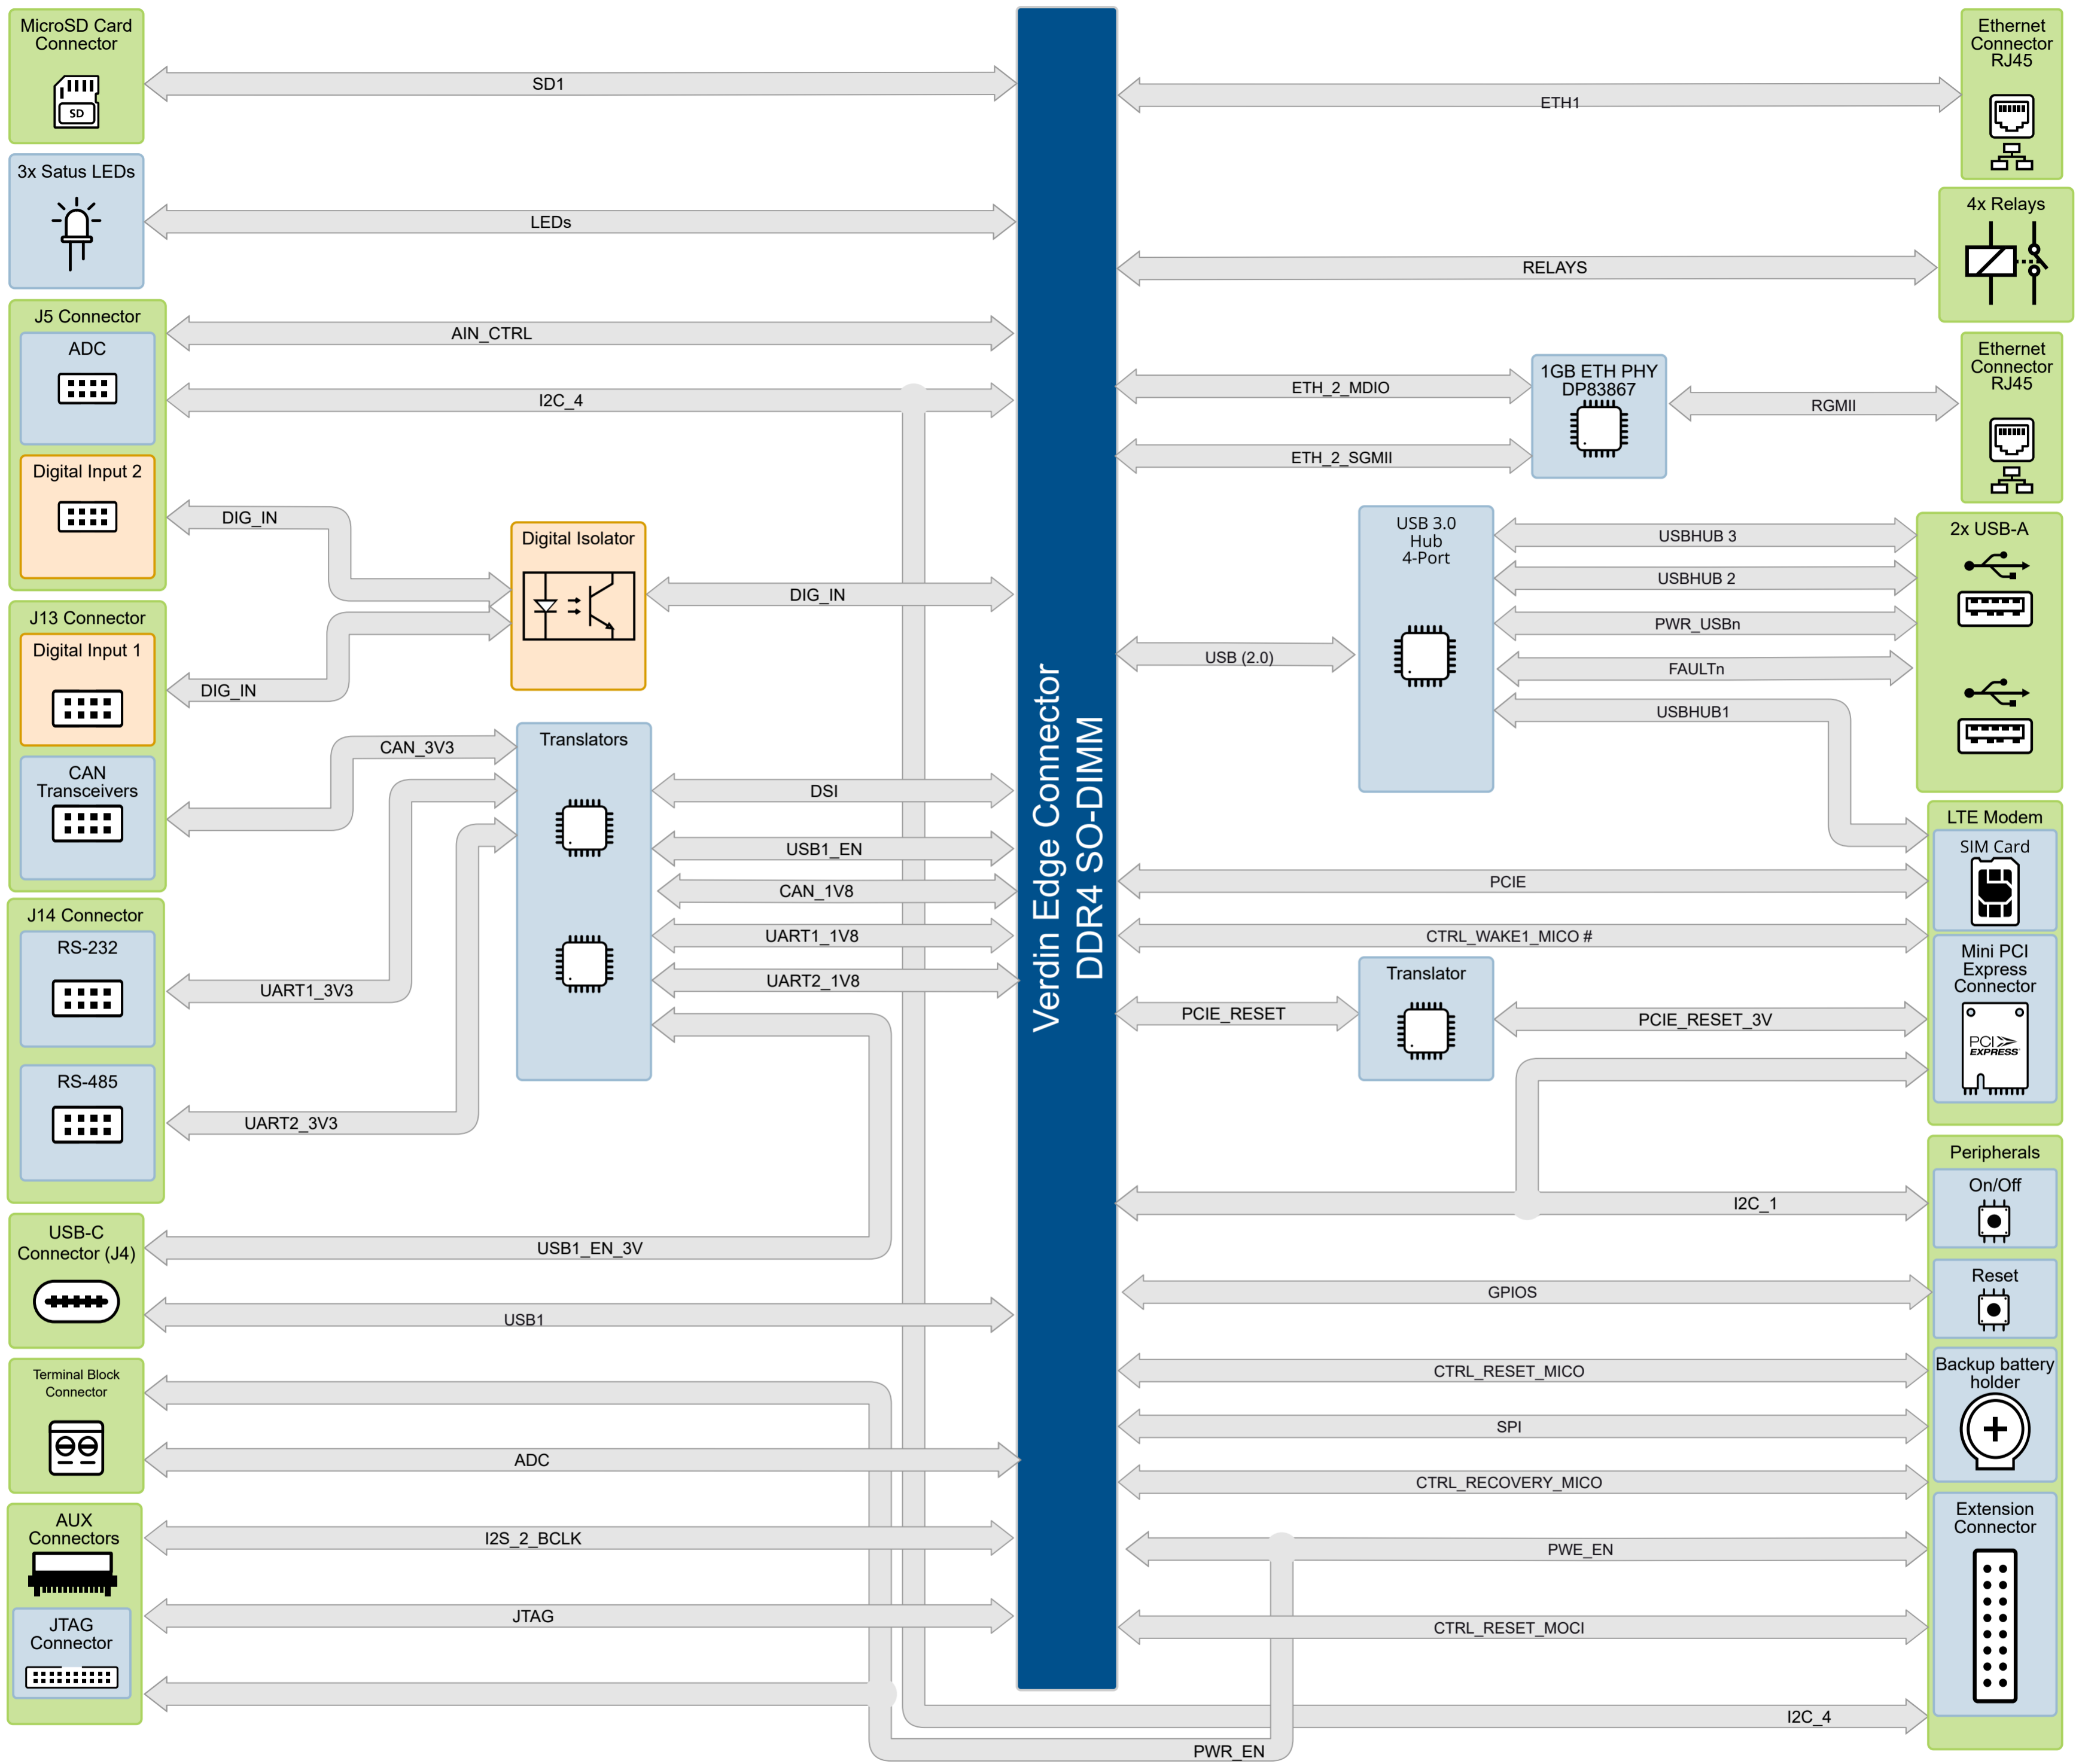 MicroSD Card
Connector
SD
SD1
3x Satus LEDs
LEDs
J5 Connector
ADC
AIN_CTRL
I2C_4
Digital Input 2
DIG_IN
Digital Isolator
DIG_IN
J13 Connector
Digital Input 1
DIG_IN
CAN
Transceivers
CAN_3V3
Translators
DSI
USB1_EN
CAN_1V8
UART1_1V8
UART2_1V8
J14 Connector
RS-232
UART1_3V3
RS-485
UART2_3V3
USB-C
Connector (J4)
USB1_EN_3V
USB1
Terminal Block
Connector
ADC
AUX
Connectors
I2S_2_BCLK
JTAG
Connector
JTAG
Verdin Edge Connector
DDR4 SO-DIMM
Ethernet
Connector
RJ45
ETH1
4x Relays
RELAYS
Ethernet
Connector
RJ45
1GB ETH PHY
DP83867
ETH_2_MDIO
ETH_2_SGMII
RGMII
USB 3.0
Hub
4-Port
USB (2.0)
2x USB-A
USBHUB 3
USBHUB 2
PWR_USBn
FAULTn
USBHUB1
LTE Modem
SIM Card
PCIE
CTRL_WAKE1_MICO #
Mini PCI
Express
Connector
PCI
EXPRESS
Translator
PCIE_RESET
PCIE_RESET_3V
Peripherals
On/Off
I2C_1
Reset
GPIOS
Backup battery
holder
CTRL_RESET_MICO
SPI
CTRL_RECOVERY_MICO
Extension
Connector
PWE_EN
CTRL_RESET_MOCI
I2C_4
PWR_EN